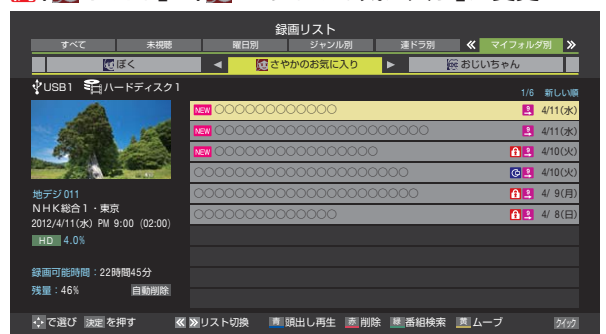 録画リスト
すべて 未視聴 曜日別 ジャンル別 連ドラ別 マイフォルダ別
ぼく さやかのお気に入り おじいちゃん
USB1 ハードディスク1
1/6 新しい順
NEW ○○○○○○○○○○○○ 4/11(水)
NEW ○○○○○○○○○○○○○○○○○○○○○ 4/11(水)
NEW ○○○○○○○○○○○○○○○○ 4/10(火)
○○○○○○○○○○○○○○○○○○○○○ 4/10(火)
○○○○○○○○○○○○○○○○○○○○○○ 4/ 9(月)
○○○○○○○○○○○○○○ 4/ 8(日)
地デジ 011
NHK総合1・東京
2012/4/11(水) PM 9:00 (02:00)
HD 4.0%
録画可能時間：22時間45分
残量：46% 自動削除
で選び 決定 を押す リスト切換 青 頭出し再生 赤 削除 緑 番組検索 黄 ムーブ クイック